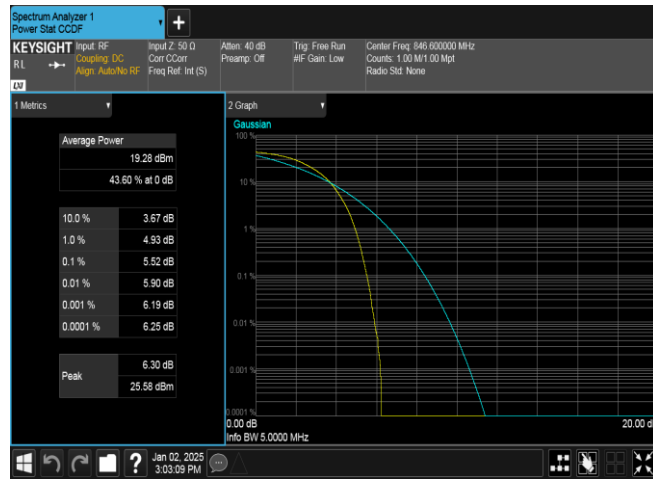 Spectrum Analyzer 1
Power Stat CCDF
+
KEYSIGHT
RL
LXI
Input: RF
Coupling: DC
Align: Auto/No RF
Input Z: 50 Ω
Corr CCorr
Freq Ref: Int (S)
Atten: 40 dB
Preamp: Off
Trig: Free Run
#IF Gain: Low
Center Freq: 846.600000 MHz
Counts: 1.00 M/1.00 Mpt
Radio Std: None
1 Metrics
Average Power
19.28 dBm
43.60 % at 0 dB
10.0 % 3.67 dB
1.0 % 4.93 dB
0.1 % 5.52 dB
0.01 % 5.90 dB
0.001 % 6.19 dB
0.0001 % 6.25 dB
Peak
6.30 dB
25.58 dBm
2 Graph
Gaussian
100 %
10 %
1 %
0.1 %
0.01 %
0.001 %
0.0001 %
0.00 dB
20.00 d
Info BW 5.0000 MHz
?
Jan 02, 2025
3:03:09 PM